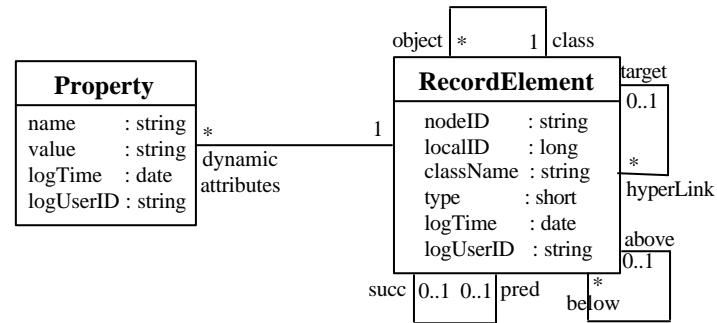 object * 1 class
Property
name : string
value : string
logTime : date
logUserID : string
* 1
dynamic
attributes
RecordElement
nodeID : string
localID : long
className : string
type : short
logTime : date
logUserID : string
target
0..1
*
hyperLink
above
0..1
*
below
succ 0..1 0..1 pred